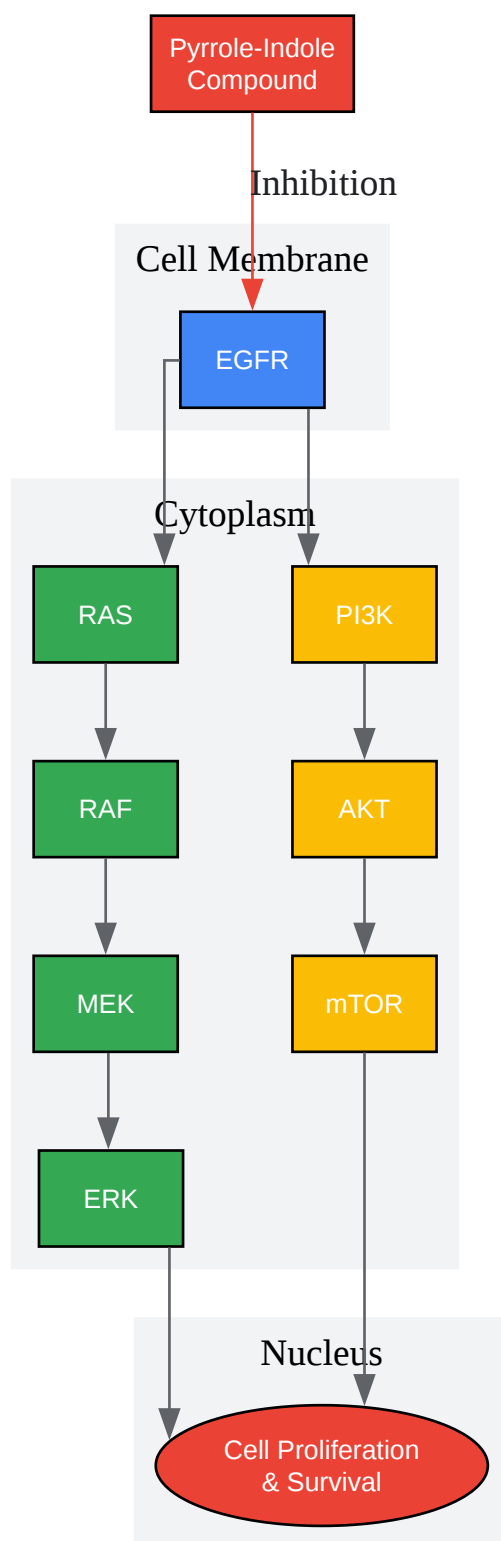 Pyrrole-Indole
Compound
Inhibition
Cell Membrane
EGFR
Cytoplasm
RAS
PI3K
RAF
AKT
MEK
mTOR
ERK
Nucleus
Cell Proliferation
& Survival